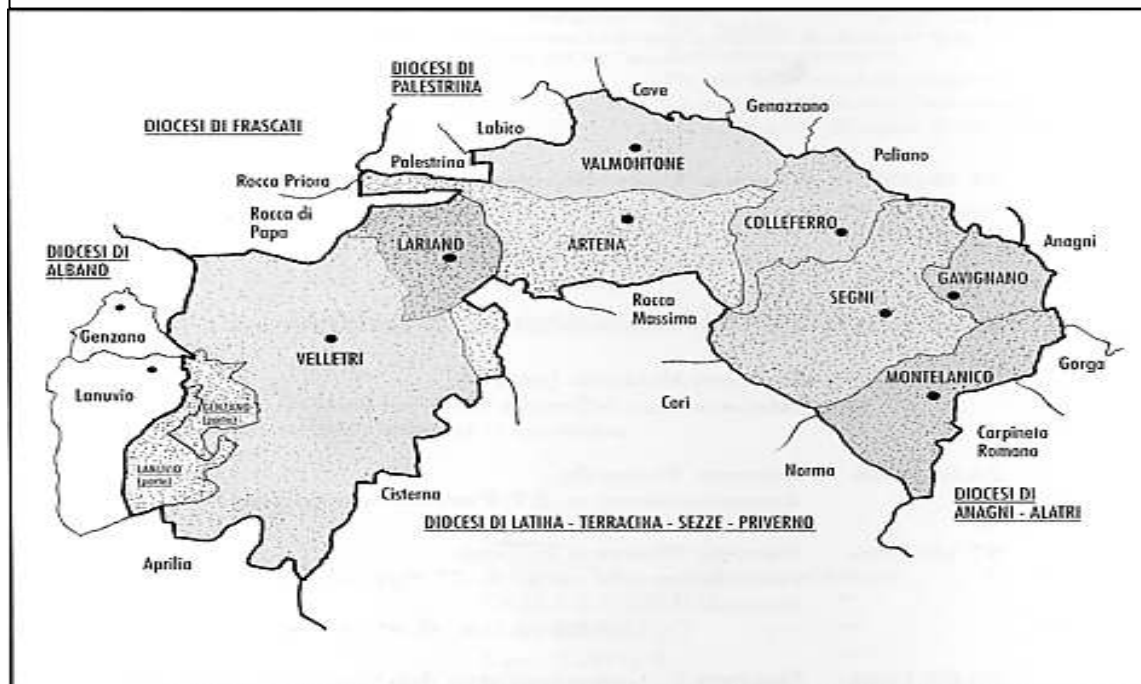 DIOCESI DI
PALESTRINA
DIOCESI DI FRASCATI
Cave
Genazzano
Labico
VALMONTONE
Paliano
Palestrina
Rocca Priora
Rocca di
Papa
COLLEFERRO
ARTENA
LARIANO
Anagni
DIOCESI DI
ALBANO
GAVIGNANO
SEGNI
Rocca
Massima
Genzano
VELLETRI
Gorga
MONTELANICO
Lanuvio
Cori
GENZANO
(parte)
Carpineto
Romana
LANUVIO
(parte)
Norma
Cisterna
DIOCESI DI
ANAGNI - ALATRI
DIOCESI DI LATINA - TERRACINA - SEZZE - PRIVERNO
Aprilia